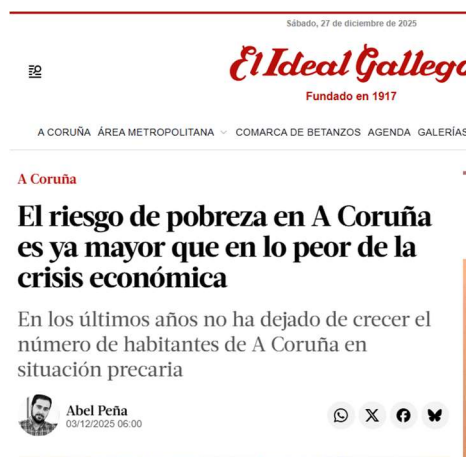 Sábado, 27 de diciembre de 2025
El Ideal Galleg
Fundado en 1917
A CORUÑA ÁREA METROPOLITANA COMARCA DE BETANZOS AGENDA GALERÍAS
A Coruña
El riesgo de pobreza en A Coruña
es ya mayor que en lo peor de la
crisis económica
En los últimos años no ha dejado de crecer el
número de habitantes de A Coruña en
situación precaria
Abel Peña
03/12/2025 06:00